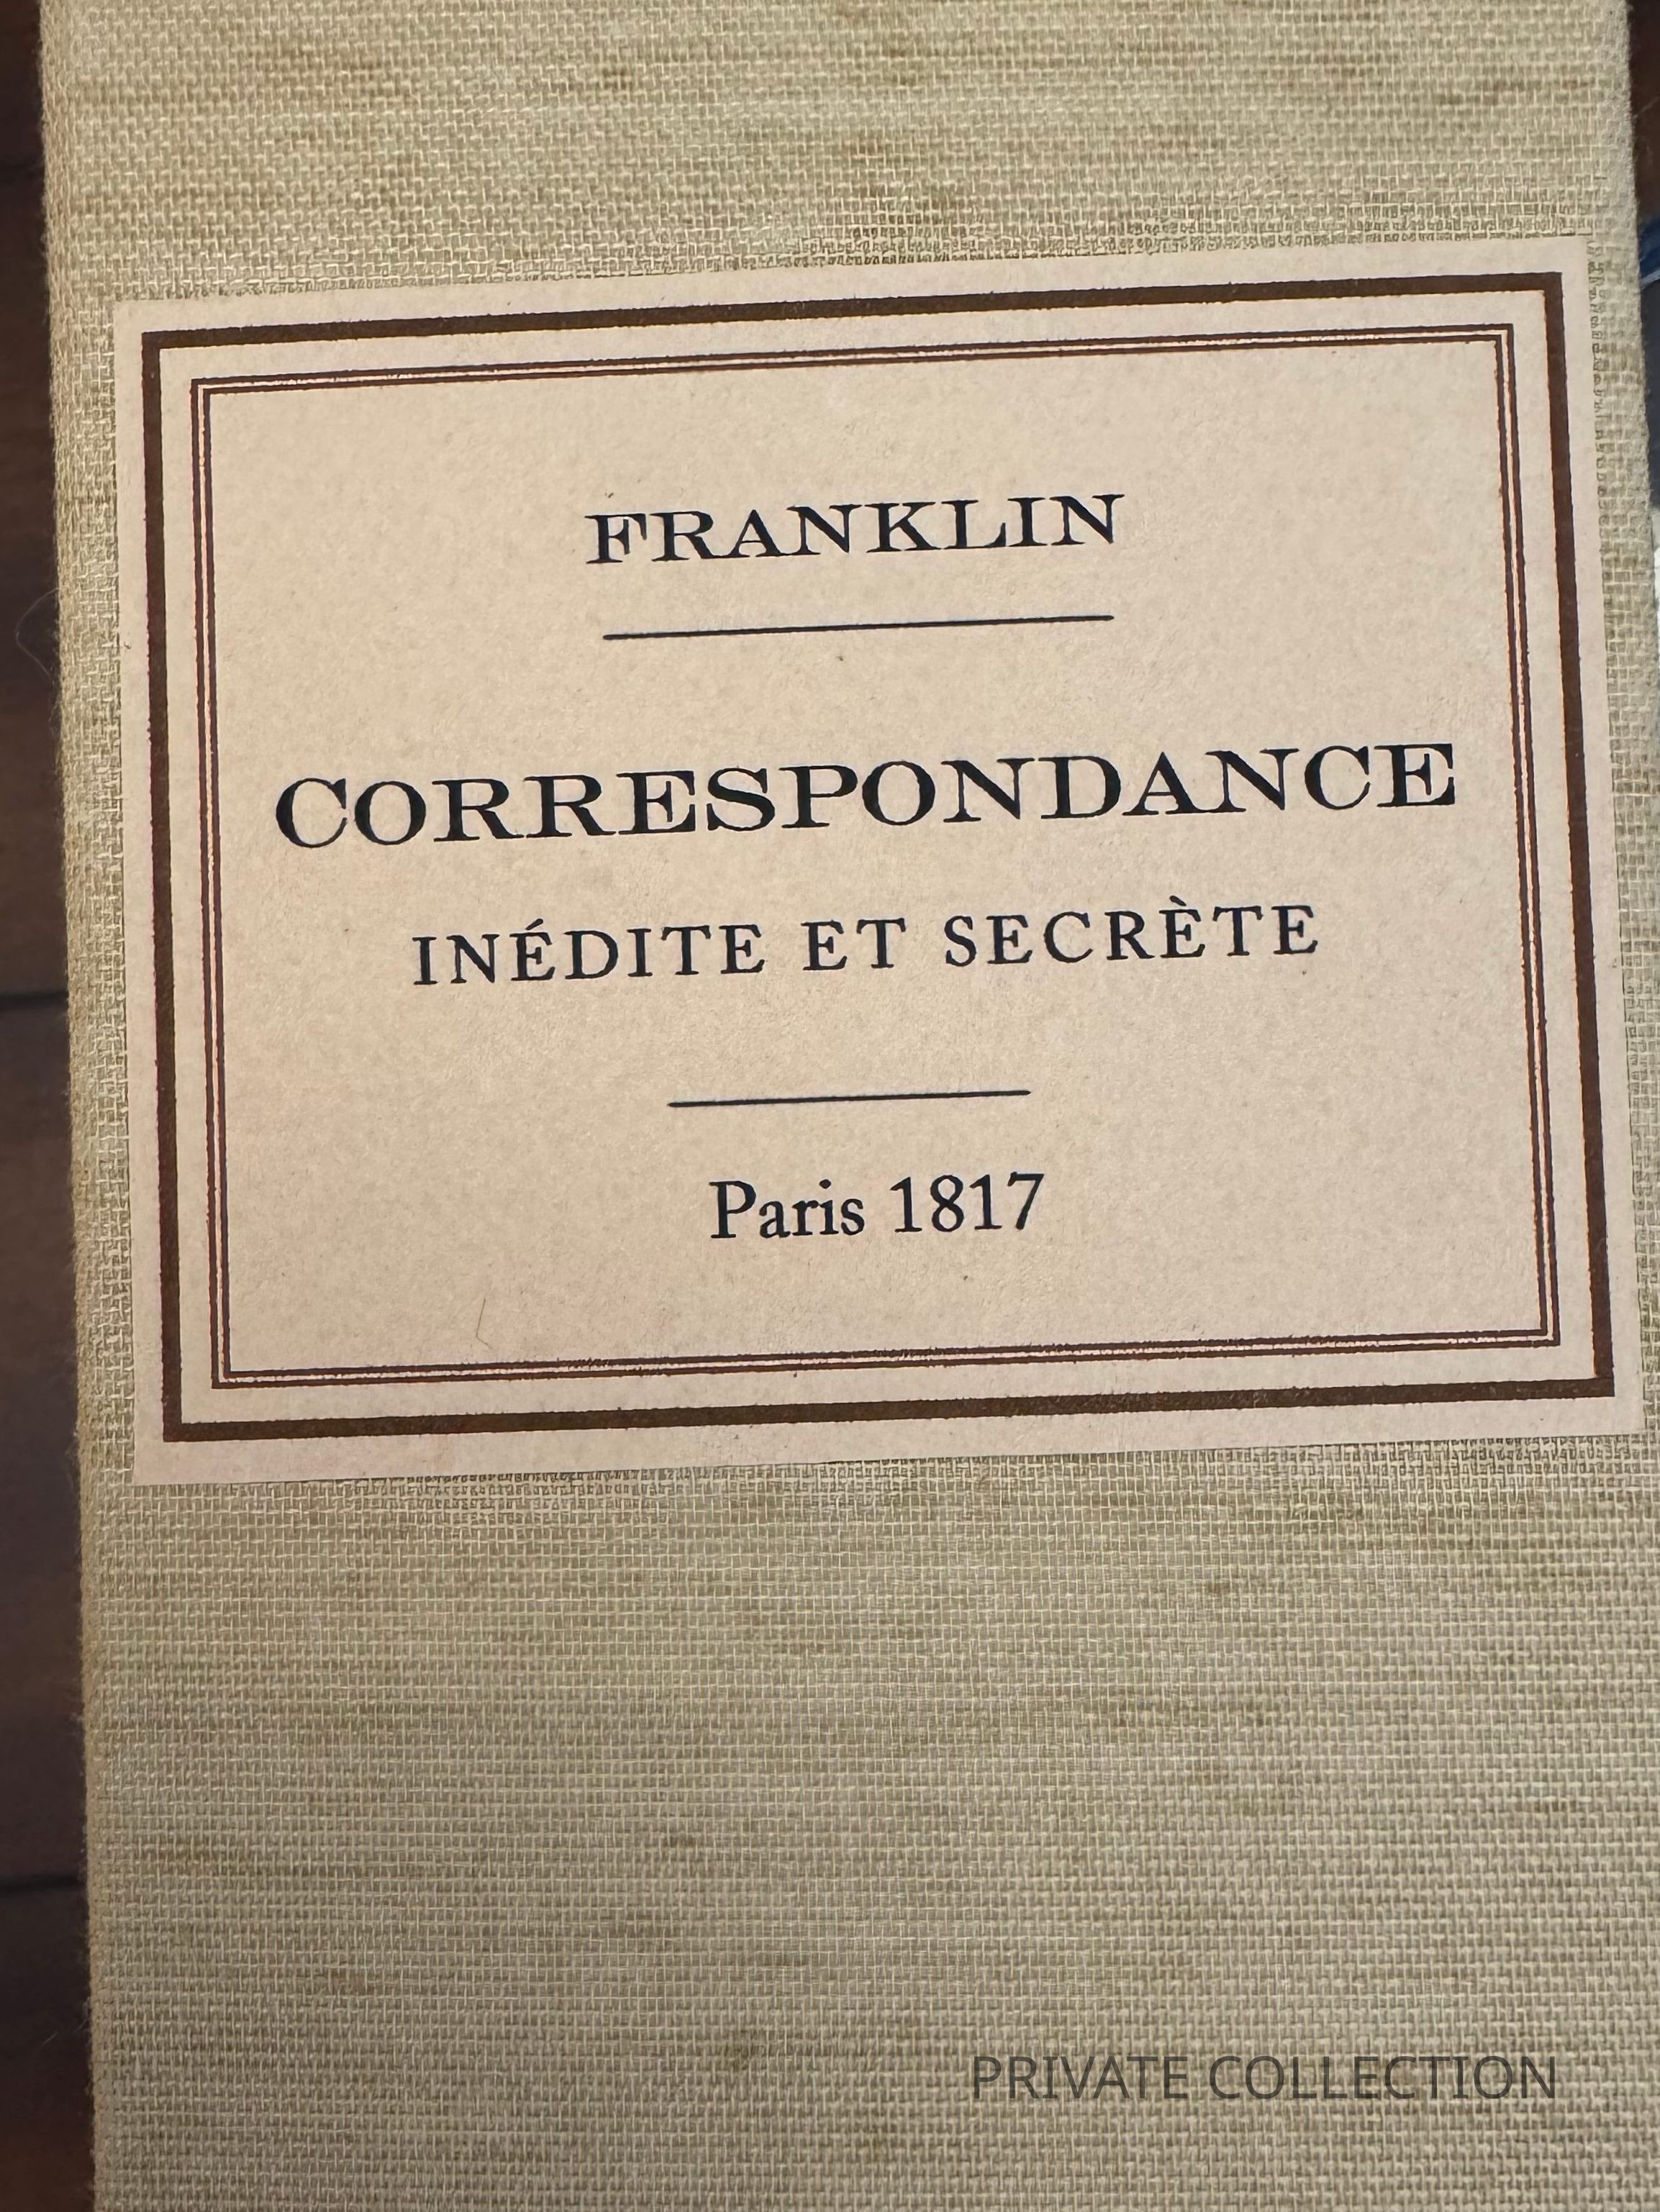 FRANKLIN
CORRESPONDANCE
INÉDITE ET SECRÈTE
Paris 1817
PRIVATE COLLECTION